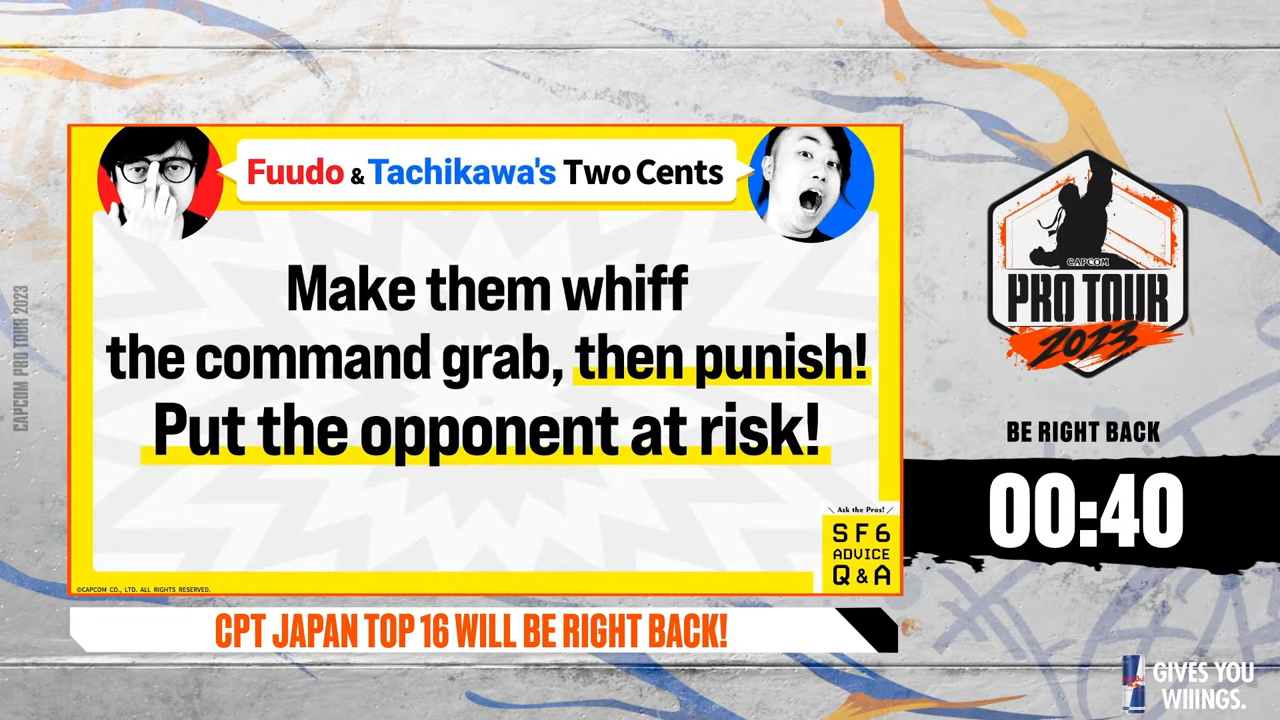 CAPCOM PRO TOUR 2023
Fuudo & Tachikawa's Two Cents
Make them whiff
the command grab, then punish!
Put the opponent at risk!
\ Ask the Pros! /
SF6
ADVICE
Q & A
©CAPCOM CO., LTD. ALL RIGHTS RESERVED.
CPT JAPAN TOP 16 WILL BE RIGHT BACK!
CAPCOM
PRO TOUR
2023
BE RIGHT BACK
00:40
Red Bull
GIVES YOU
WIIINGS.